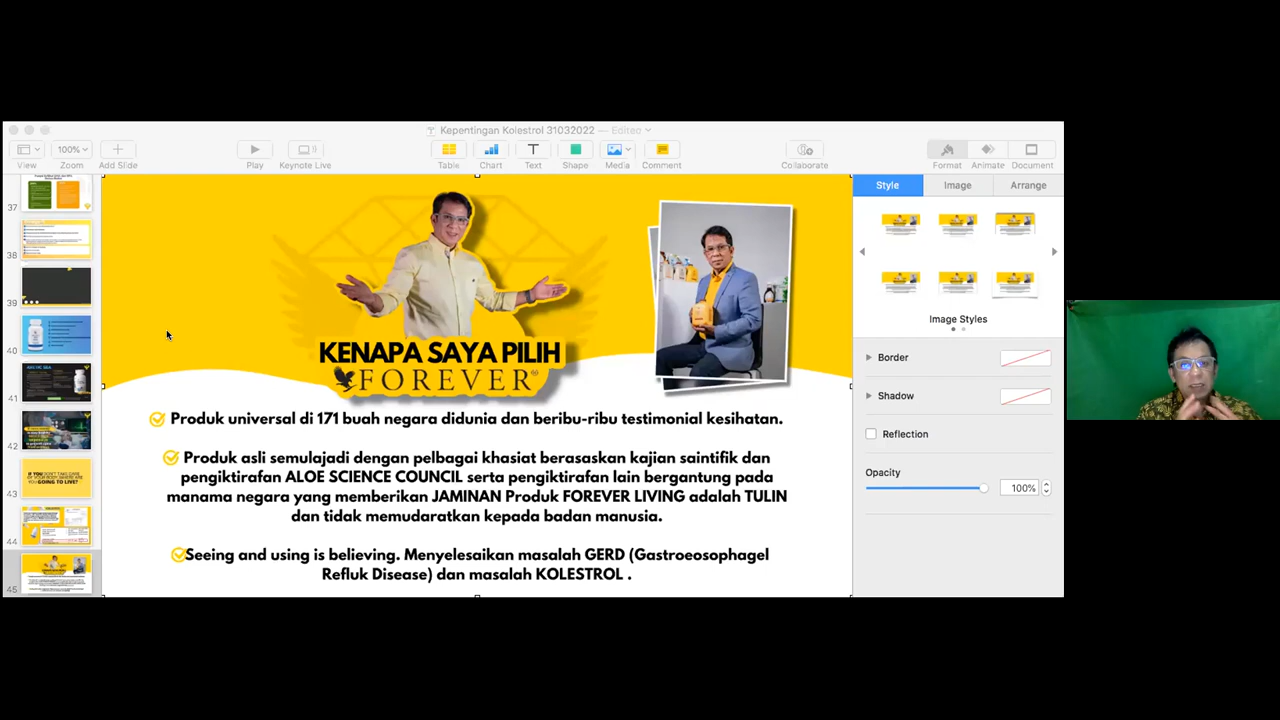 Kepentingan Kolestrol 31032022 — Edited
View
100%
Zoom
Add Slide
Play
Keynote Live
Table
Chart
Text
Shape
Media
Comment
Collaborate
Format
Animate
Document
37
38
39
40
41
42
43
IF YOU DON'T TAKE CARE
GOING TO LIVE?
44
45
KENAPA SAYA PILIH
FOREVER
Produk universal di 171 buah negara didunia dan beribu-ribu testimonial kesihatan.
Produk asli semulajadi dengan pelbagai khasiat berasaskan kajian saintifik dan
pengiktirafan ALOE SCIENCE COUNCIL serta pengiktirafan lain bergantung pada
manama negara yang memberikan JAMINAN Produk FOREVER LIVING adalah TULIN
dan tidak memudaratkan kepada badan manusia.
Seeing and using is believing. Menyelesaikan masalah GERD (Gastroeosophagel
Refluk Disease) dan masalah KOLESTROL .
Style
Image
Arrange
Image Styles
Border
Shadow
Reflection
Opacity
100%